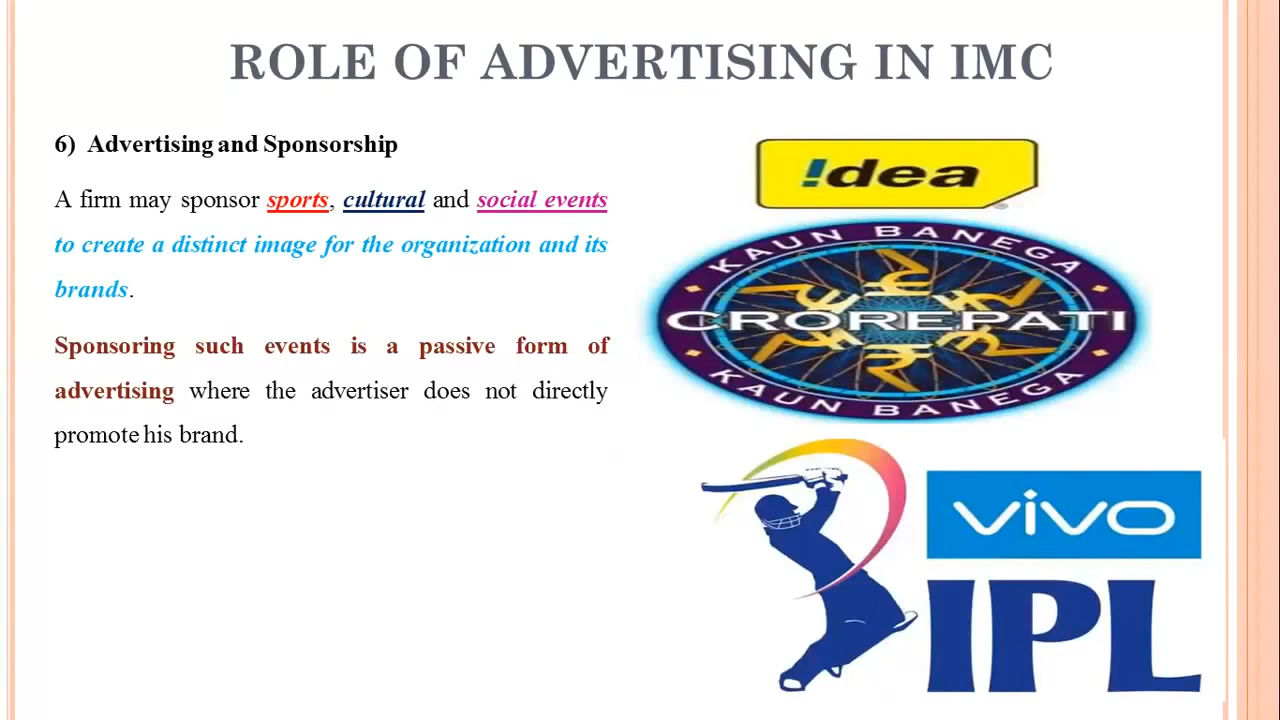 ROLE OF ADVERTISING IN IMC
6) Advertising and Sponsorship
A firm may sponsor sports, cultural and social events
to create a distinct image for the organization and its
brands.
Sponsoring such events is a passive form of
advertising where the advertiser does not directly
promote his brand.
!dea
®
KAUN BANEGA
CROREPATI
KAUN BANEGA
vivo
IPL